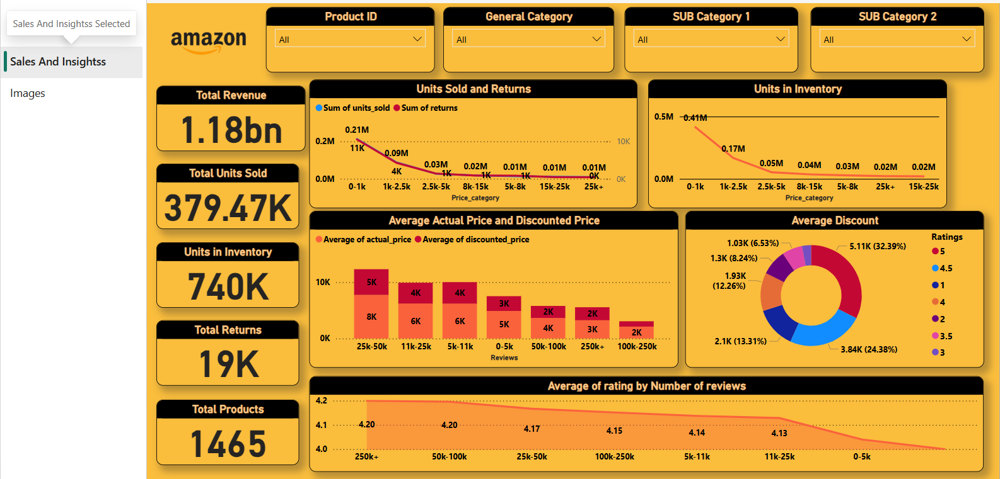 Sales And Insightss Selected
Sales And Insightss
Images
amazon
Product ID
All
General Category
All
SUB Category 1
All
SUB Category 2
All
Total Revenue
1.18bn
Total Units Sold
379.47K
Units in Inventory
740K
Total Returns
19K
Total Products
1465
Units Sold and Returns
Sum of units_sold Sum of returns
0.2M
0.0M
10K
0K
0.21M 0.09M 0.03M 0.02M 0.01M 0.01M 0.01M
11K 4K 1K 1K 1K 0K
0-1k 1k-2.5k 2.5k-5k 8k-15k 5k-8k 15k-25k 25k+
Price_category
Units in Inventory
0.5M
0.0M
0.41M 0.17M 0.05M 0.04M 0.03M 0.02M 0.02M
0-1k 1k-2.5k 2.5k-5k 8k-15k 5k-8k 25k+ 15k-25k
Price_category
Average Actual Price and Discounted Price
Average of actual_price Average of discounted_price
10K
0K
5K 4K 4K 3K 2K 2K
8K 6K 6K 5K 4K 3K 2K
25k-50k 11k-25k 5k-11k 0-5k 50k-100k 250k+ 100k-250k
Reviews
Average Discount
1.03K (6.53%)
1.3K (8.24%)
1.93K
(12.26%)
2.1K (13.31%)
5.11K (32.39%)
3.84K (24.38%)
Ratings
5
4.5
1
4
2
3.5
3
Average of rating by Number of reviews
4.2
4.1
4.0
4.20 4.20 4.17 4.15 4.14 4.13
250k+ 50k-100k 25k-50k 100k-250k 5k-11k 11k-25k 0-5k